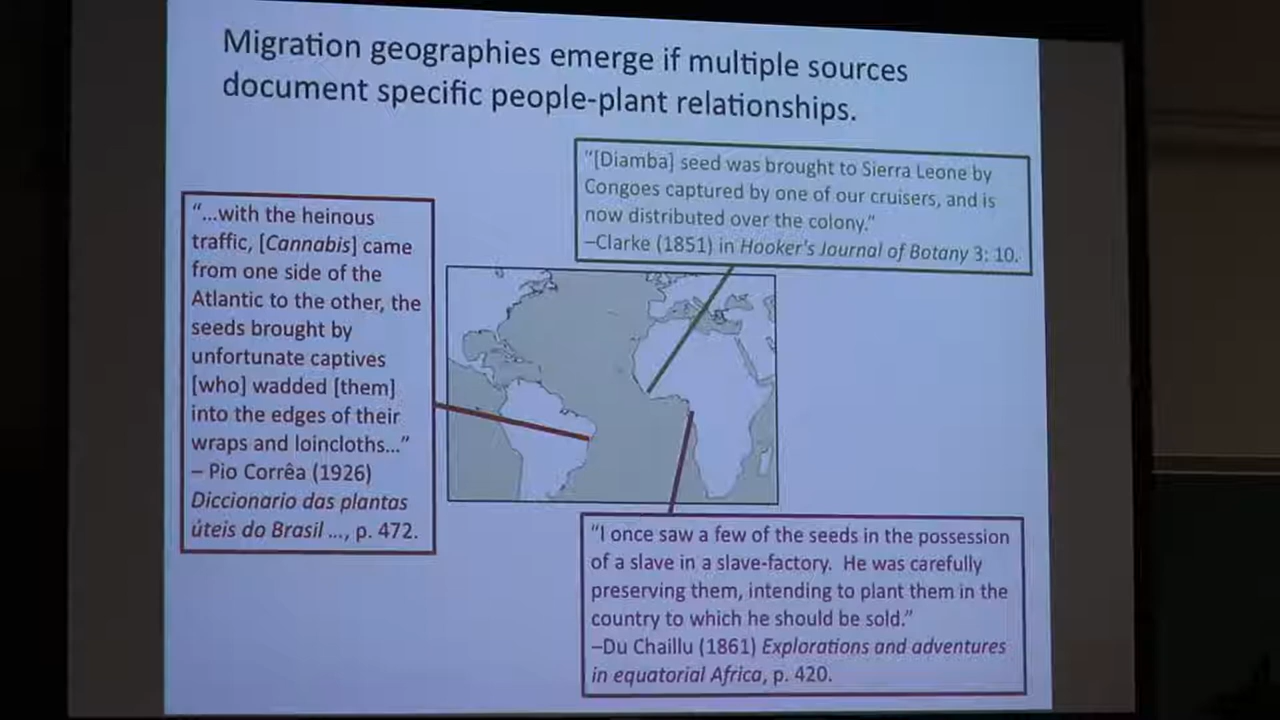 Migration geographies emerge if multiple sources
document specific people-plant relationships.
"[Diamba] seed was brought to Sierra Leone by
Congoes captured by one of our cruisers, and is
now distributed over the colony."
–Clarke (1851) in Hooker's Journal of Botany 3: 10.
"...with the heinous
traffic, [Cannabis] came
from one side of the
Atlantic to the other, the
seeds brought by
unfortunate captives
[who] wadded [them]
into the edges of their
wraps and loincloths..."
– Pio Corrêa (1926)
Diccionario das plantas
úteis do Brasil ..., p. 472.
"I once saw a few of the seeds in the possession
of a slave in a slave-factory. He was carefully
preserving them, intending to plant them in the
country to which he should be sold."
–Du Chaillu (1861) Explorations and adventures
in equatorial Africa, p. 420.